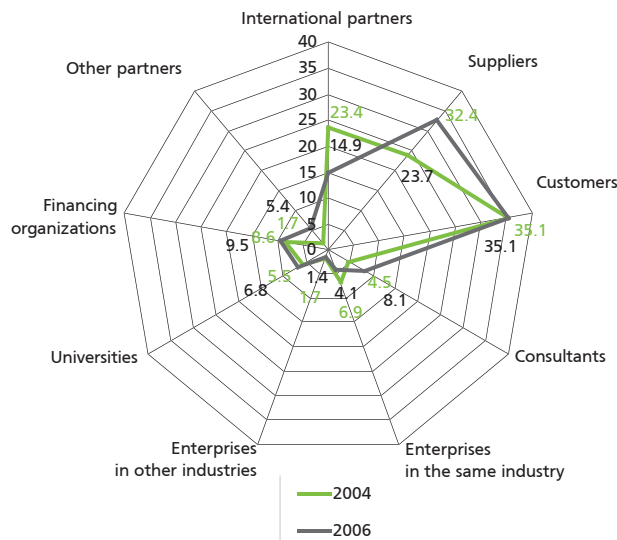 International partners
40
Other partners
Suppliers
35
30
25
23.4
32.4
20
14.9
15
23.7
Customers
10
5.4
Financing
organizations
1.7
5
35.1
8.6
9.5
0
35.1
5.5
1.4
4.5
6.8
1.7
4.1
8.1
6.9
Universities
Consultants
Enterprises
in other industries
Enterprises
in the same industry
2004
2006